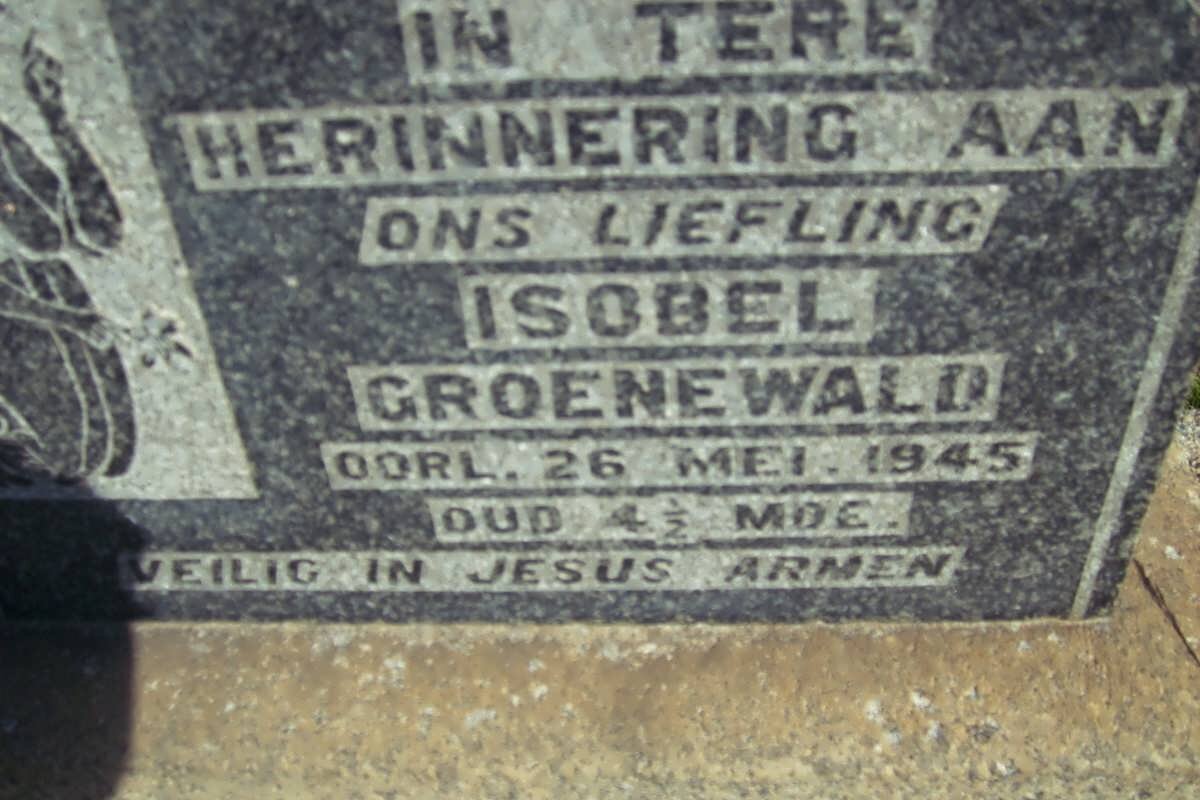 IN TERE
HERINNERING AAN
ONS LIEFLING
ISOBEL
GROENEWALD
OORL. 26 MEI. 1945
OUD 4½ MDE.
VEILIG IN JESUS ARMEN